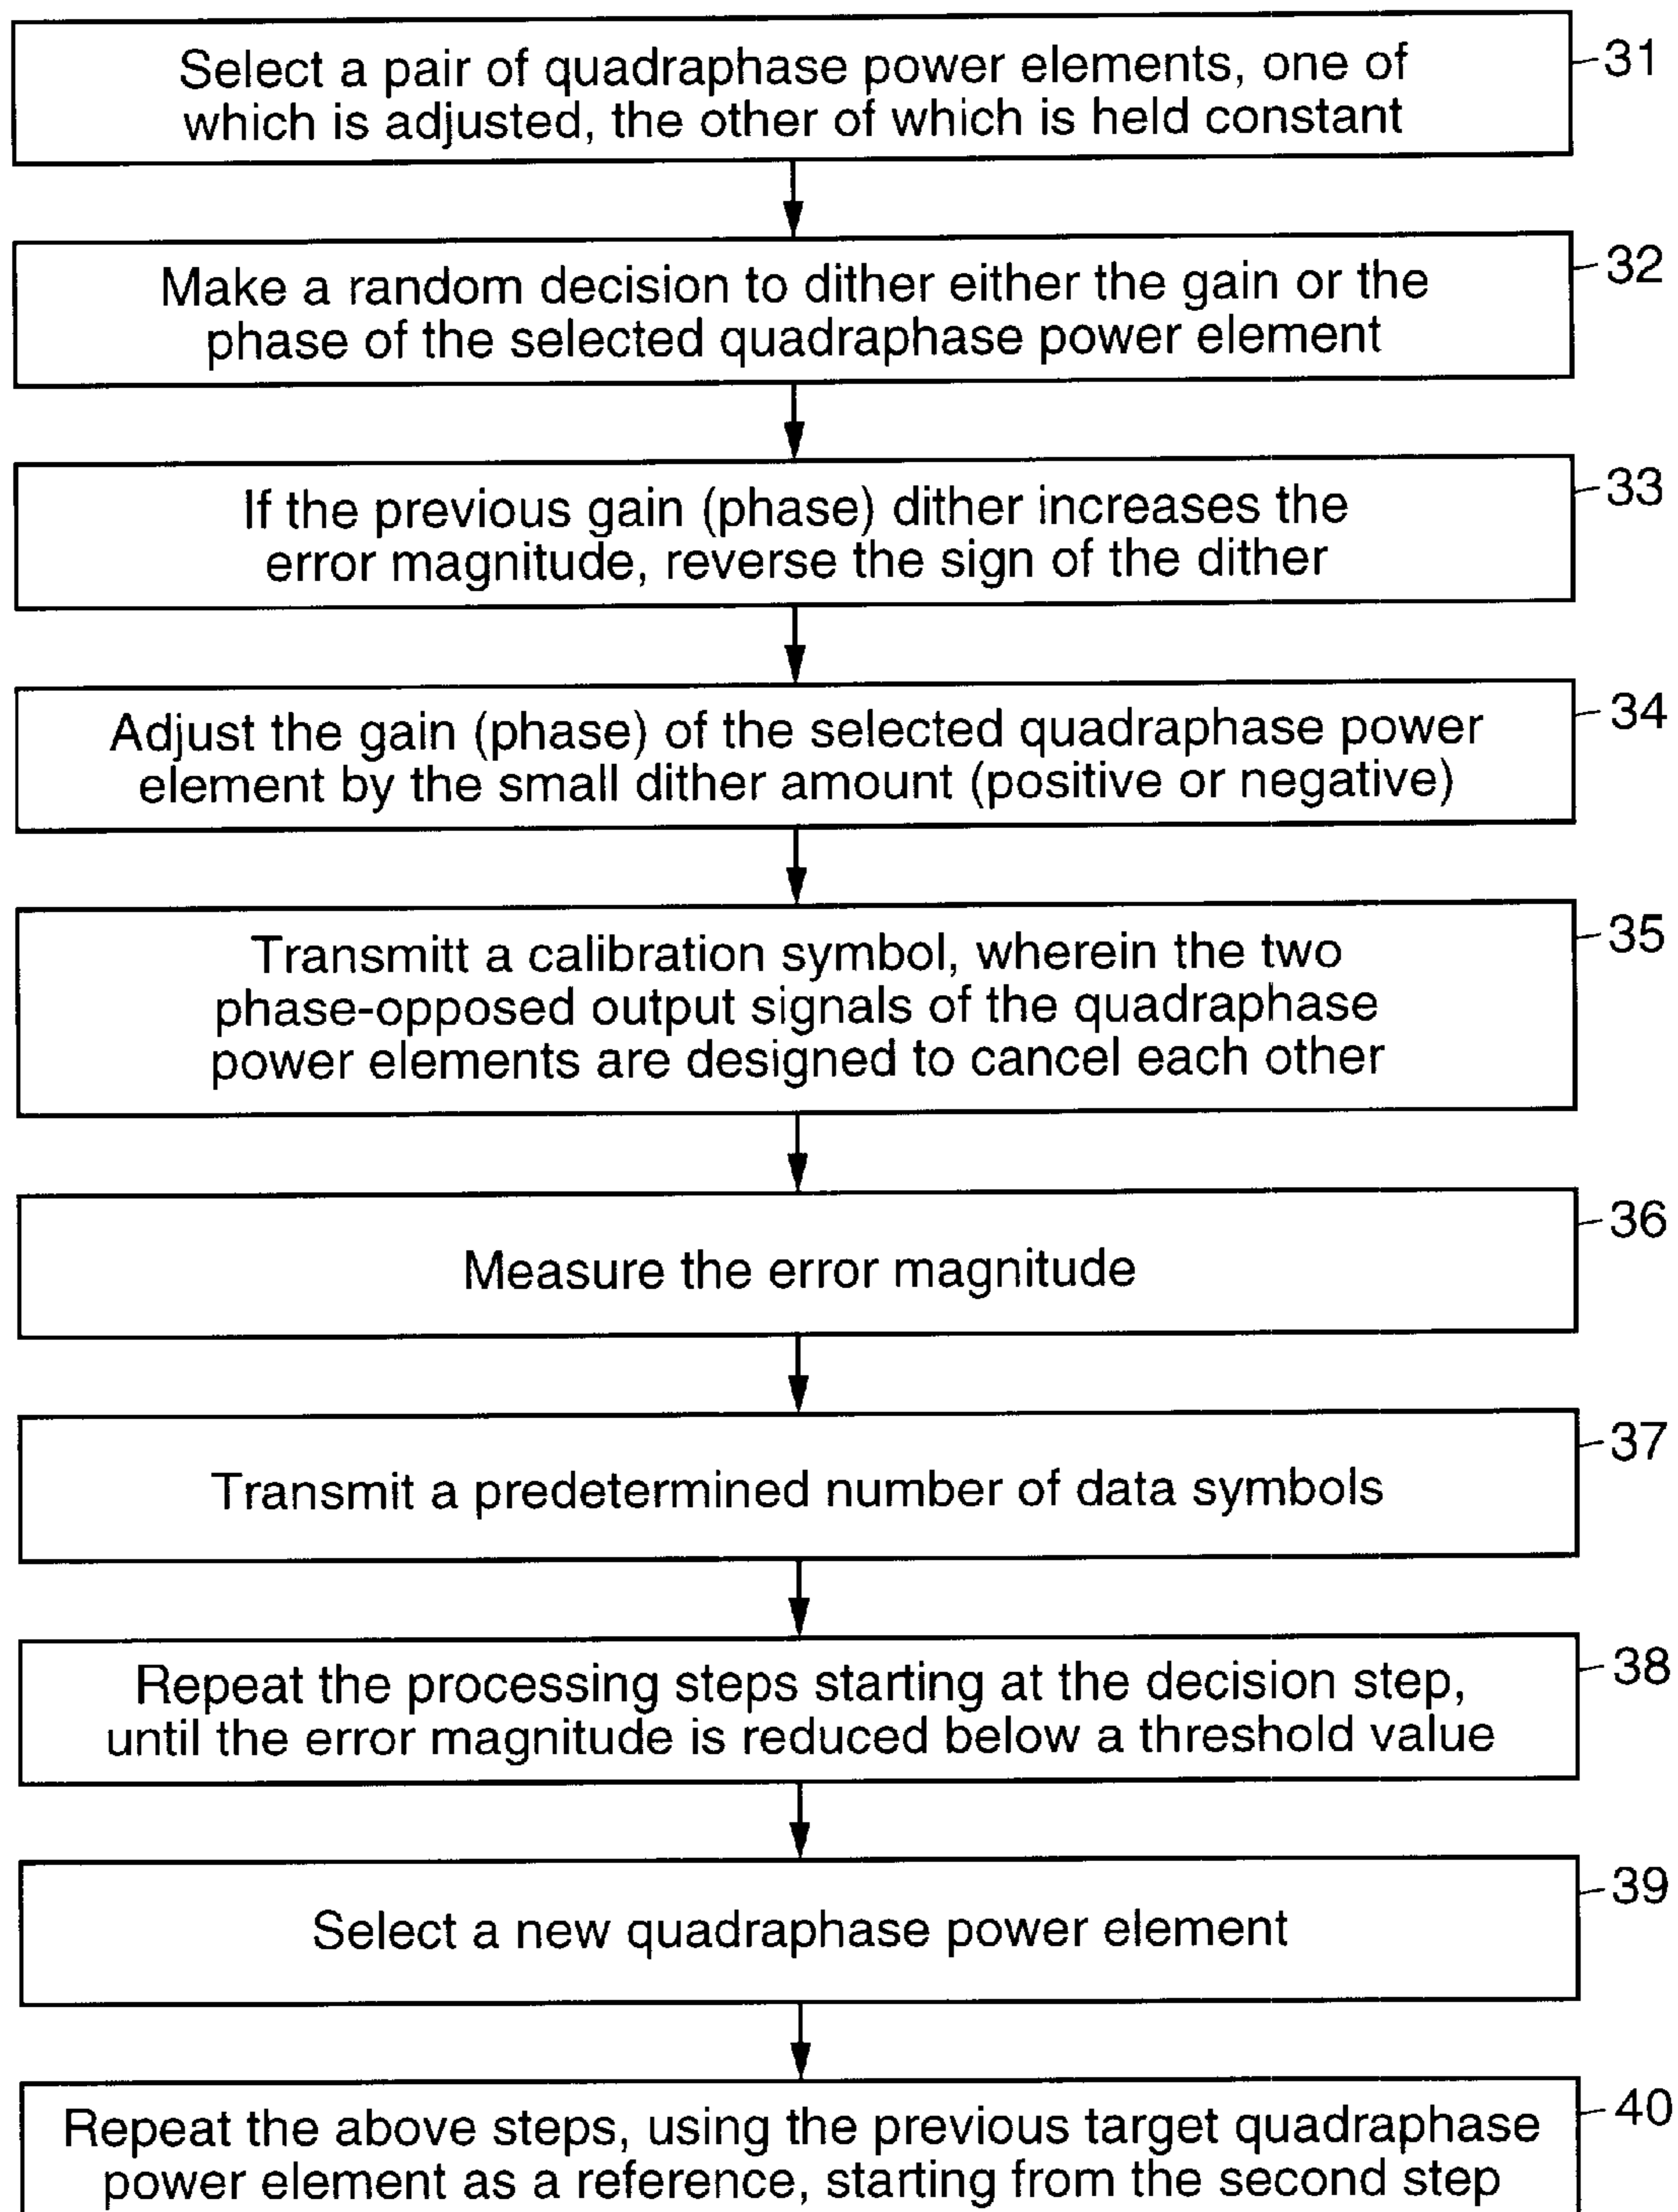 Select a pair of quadraphase power elements, one of
which is adjusted, the other of which is held constant
31
Make a random decision to dither either the gain or the
phase of the selected quadraphase power element
32
If the previous gain (phase) dither increases the
error magnitude, reverse the sign of the dither
33
Adjust the gain (phase) of the selected quadraphase power
element by the small dither amount (positive or negative)
34
Transmitt a calibration symbol, wherein the two
phase-opposed output signals of the quadraphase
power elements are designed to cancel each other
35
Measure the error magnitude
36
Transmit a predetermined number of data symbols
37
Repeat the processing steps starting at the decision step,
until the error magnitude is reduced below a threshold value
38
Select a new quadraphase power element
39
Repeat the above steps, using the previous target quadraphase
power element as a reference, starting from the second step
40